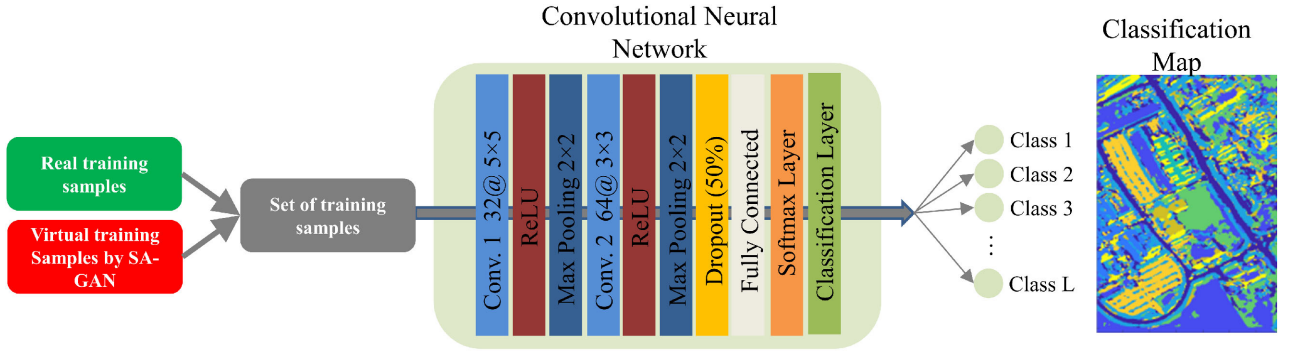 Convolutional Neural
Network
Classification
Map
Real training
samples
Virtual training
Samples by SA-
GAN
Set of training
samples
Conv. 1 32@ 5×5
ReLU
Max Pooling 2×2
Conv. 2 64@ 3×3
ReLU
Max Pooling 2×2
Dropout (50%)
Fully Connected
Softmax Layer
Classification Layer
Class 1
Class 2
Class 3
⋮
Class L